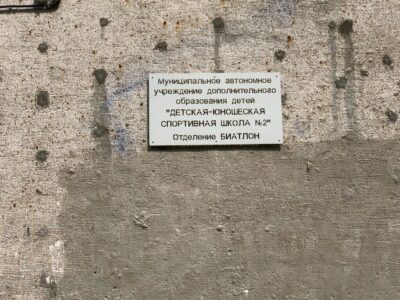 Муниципальное автономное
учреждение дополнительного
образования детей
"ДЕТСКАЯ-ЮНОШЕСКАЯ
СПОРТИВНАЯ ШКОЛА №2"
Отделение БИАТЛОН